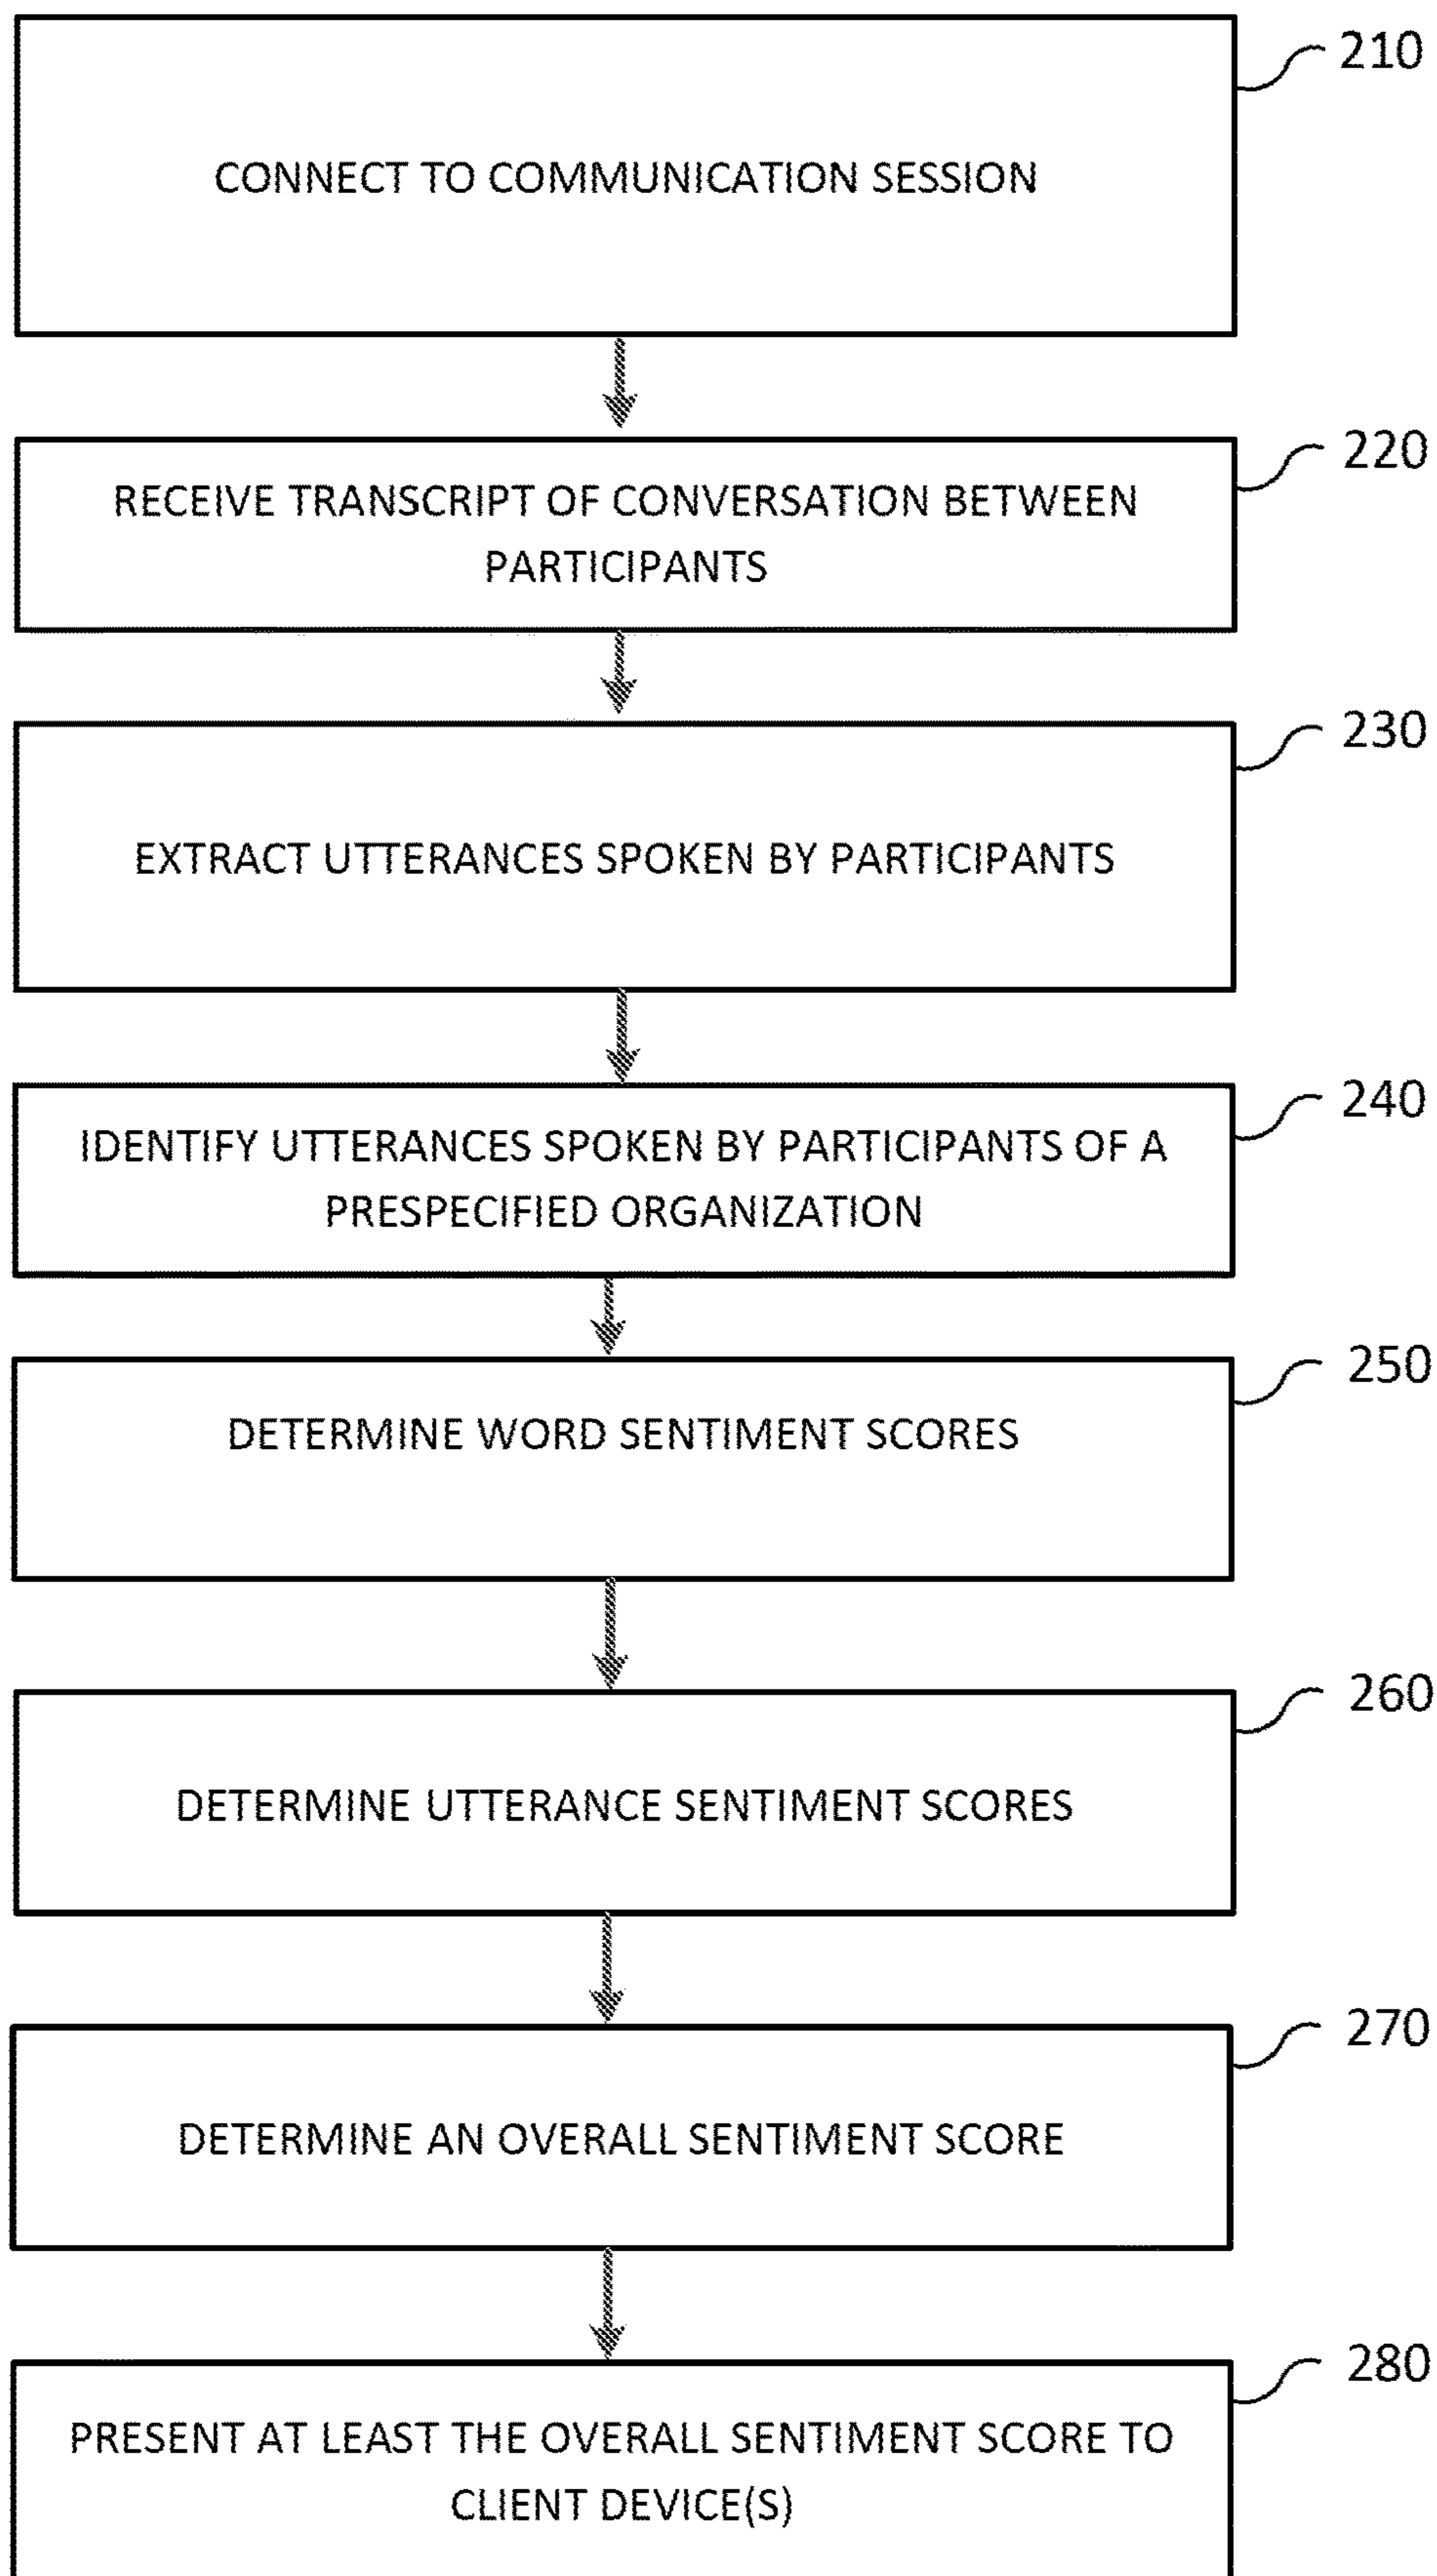 210
CONNECT TO COMMUNICATION SESSION
220
RECEIVE TRANSCRIPT OF CONVERSATION BETWEEN
PARTICIPANTS
230
EXTRACT UTTERANCES SPOKEN BY PARTICIPANTS
240
IDENTIFY UTTERANCES SPOKEN BY PARTICIPANTS OF A
PRESPECIFIED ORGANIZATION
250
DETERMINE WORD SENTIMENT SCORES
260
DETERMINE UTTERANCE SENTIMENT SCORES
270
DETERMINE AN OVERALL SENTIMENT SCORE
280
PRESENT AT LEAST THE OVERALL SENTIMENT SCORE TO
CLIENT DEVICE(S)